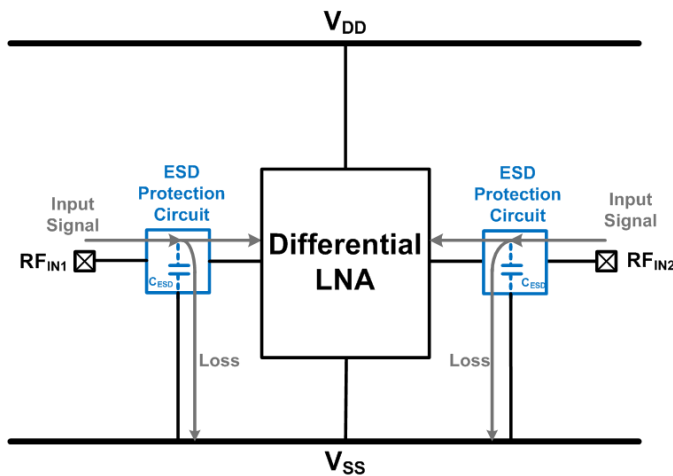 VDD
ESD
Protection
Circuit
ESD
Protection
Circuit
Input
Signal
Input
Signal
RFIN1
CESD
Differential
LNA
CESD
RFIN2
Loss
Loss
VSS